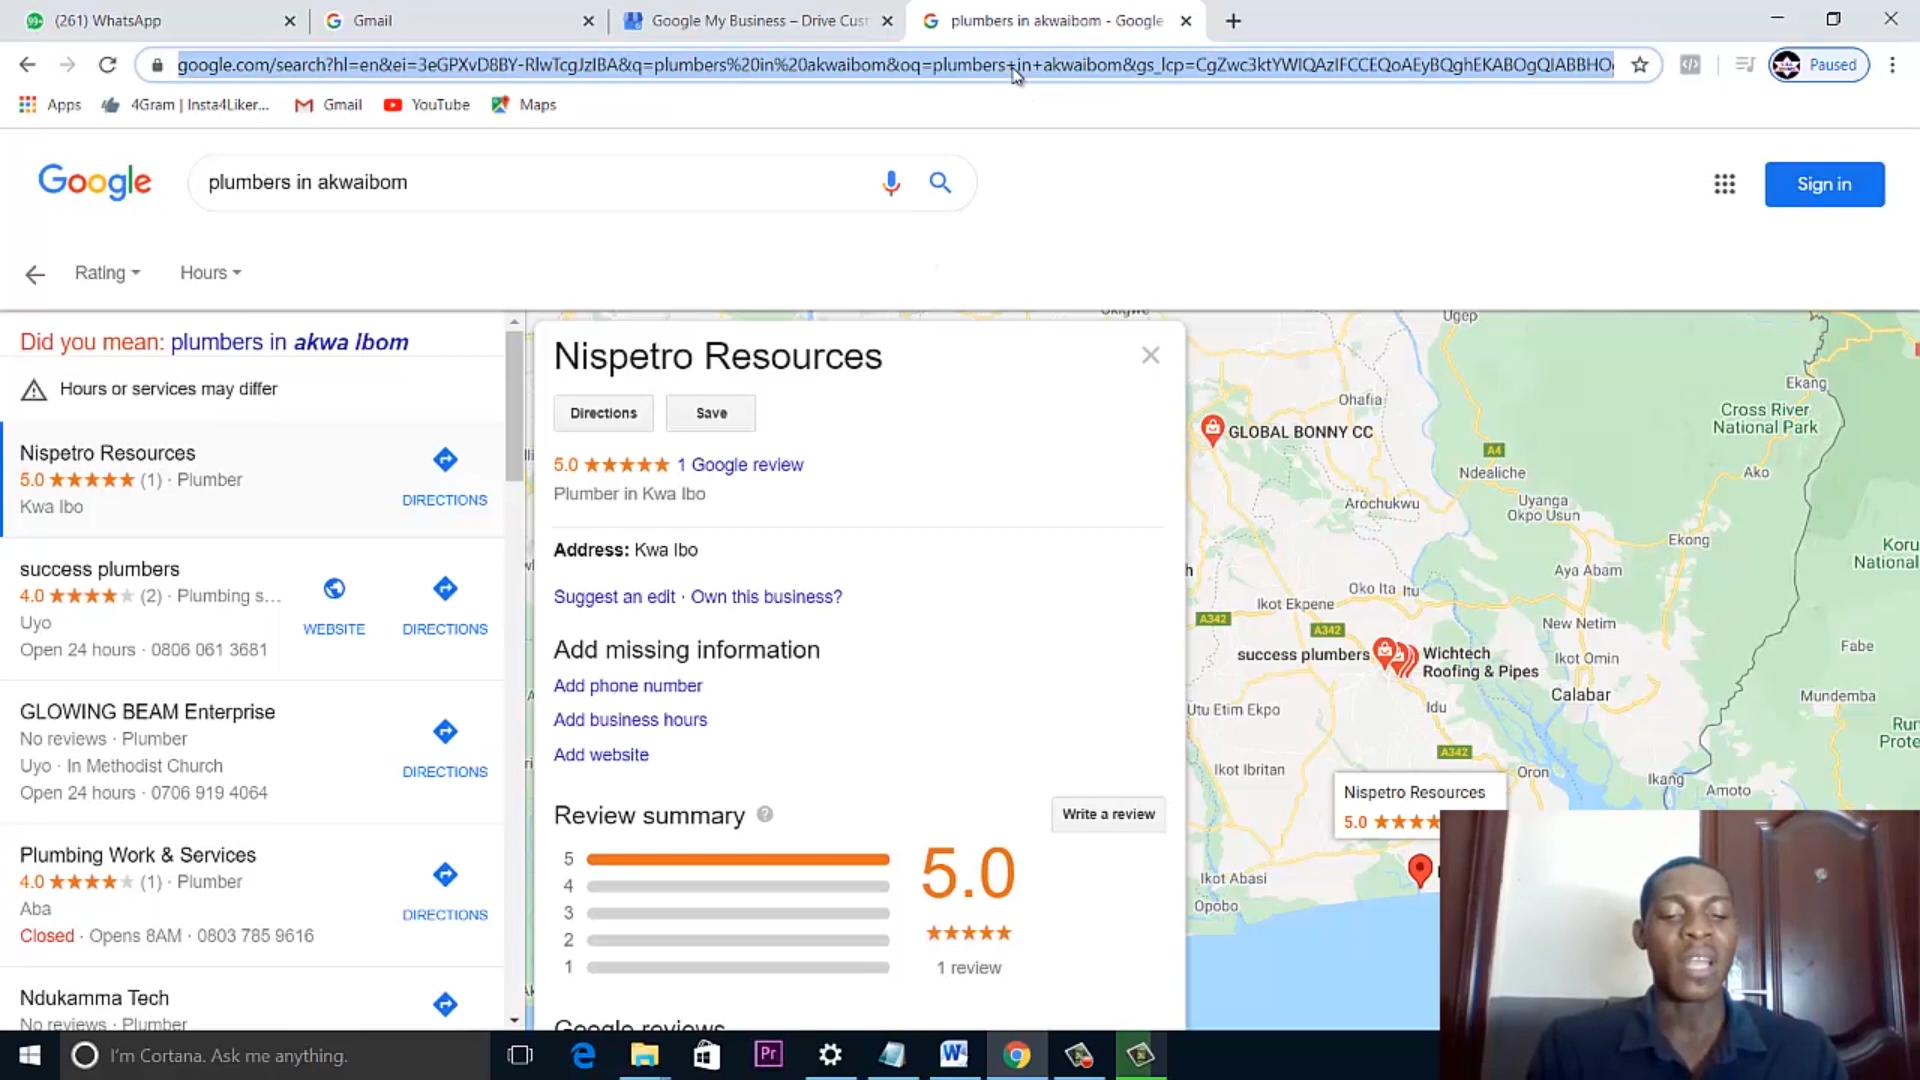 (261) WhatsApp
Gmail
Google My Business – Drive Cust
plumbers in akwaibom - Google
google.com/search?hl=en&ei=3eGPXvD8BY-RlwTcgJzIBA&q=plumbers%20in%20akwaibom&oq=plumbers+in+akwaibom&gs_lcp=CgZwc3ktYWIQAzIFCCEQoAEyBQghEKABOgQIABBHO
Paused
Apps
4Gram | Insta4Liker...
Gmail
YouTube
Maps
Google
plumbers in akwaibom
Sign in
Rating
Hours
Did you mean: plumbers in akwa Ibom
Hours or services may differ
Nispetro Resources
5.0 (1) · Plumber
Kwa Ibo
DIRECTIONS
success plumbers
4.0 (2) · Plumbing s...
Uyo
Open 24 hours · 0806 061 3681
WEBSITE
DIRECTIONS
GLOWING BEAM Enterprise
No reviews · Plumber
Uyo · In Methodist Church
Open 24 hours · 0706 919 4064
DIRECTIONS
Plumbing Work & Services
4.0 (1) · Plumber
Aba
Closed · Opens 8AM · 0803 785 9616
DIRECTIONS
Ndukamma Tech
No reviews · Plumber
Nispetro Resources
Directions
Save
5.0 1 Google review
Plumber in Kwa Ibo
Address: Kwa Ibo
Suggest an edit · Own this business?
Add missing information
Add phone number
Add business hours
Add website
Review summary
Write a review
5
4
3
2
1
5.0
1 review
Google reviews
Ugep
Ekang
Ohafia
Cross River
National Park
GLOBAL BONNY CC
A4
Ndealiche
Ako
Arochukwu
Uyanga
Okpo Usun
Ekong
Koru
National
Aya Abam
Oko Ita
Itu
Ikot Ekpene
A342
A342
New Netim
Fabe
success plumbers
Wichtech
Roofing & Pipes
Ikot Omin
Calabar
Mundemba
Utu Etim Ekpo
Idu
Run
Prote
A342
Ikot Ibritan
Oron
Ikang
Amoto
Nispetro Resources
5.0
Ikot Abasi
Opobo
I'm Cortana. Ask me anything.